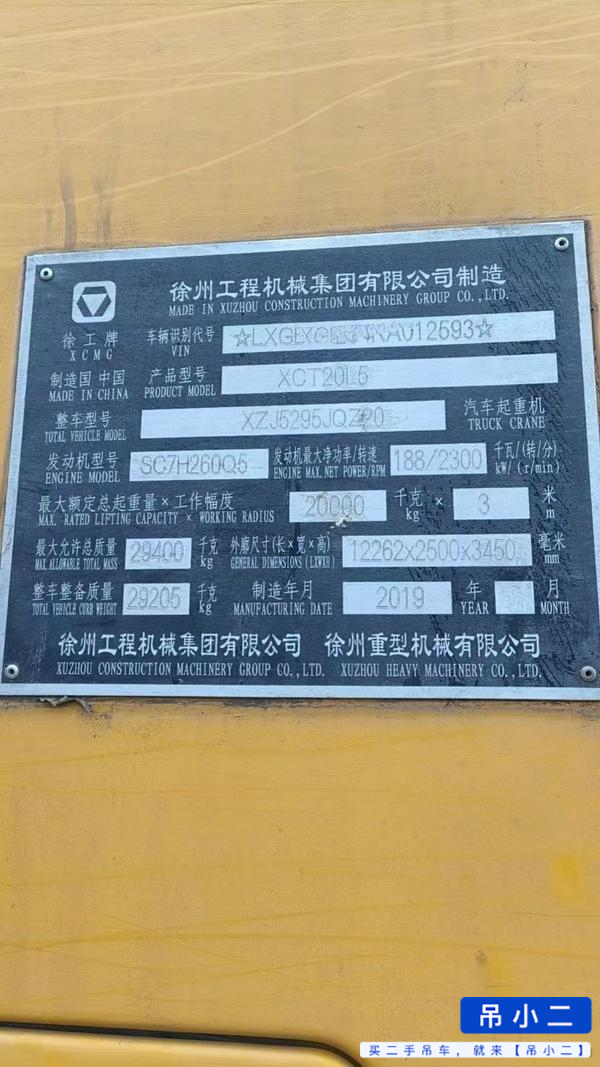 徐州工程机械集团有限公司制造
MADE IN XUZHOU CONSTRUCTION MACHINERY GROUP CO.,LTD.
徐工牌
XCMG
车辆识别代号
VIN
制造国 中国
MADE IN CHINA
产品型号
PRODUCT MODEL
XCT20L5
整车型号
TOTAL VEHICLE MODEL
XZJ5295JQZ20
汽车起重机
TRUCK CRANE
发动机型号
ENGINE MODEL
SC7H260Q5
发动机最大净功率/转速
ENGINE MAX.NET POWER/RPM
188/2300
千瓦/(转/分)
kW/(r/min)
最大额定总起重量×工作幅度
MAX. RATED LIFTING CAPACITY × WORKING RADIUS
20000 千克 × 3 米
kg m
最大允许总质量
MAX ALLOWABLE TOTAL MASS
29400 千克
kg
外廓尺寸(长×宽×高)
GENERAL DIMENSIONS (LXWXH)
12262x2500x3450 毫米
mm
整车整备质量
TOTAL VEHICLE CURB WEIGHT
29205 千克
kg
制造年月
MANUFACTURING DATE
2019 年 月
YEAR MONTH
徐州工程机械集团有限公司 徐州重型机械有限公司
XUZHOU CONSTRUCTION MACHINERY GROUP CO.,LTD. XUZHOU HEAVY MACHINERY CO.,LTD.
吊小二
买二手吊车，就来【吊小二】